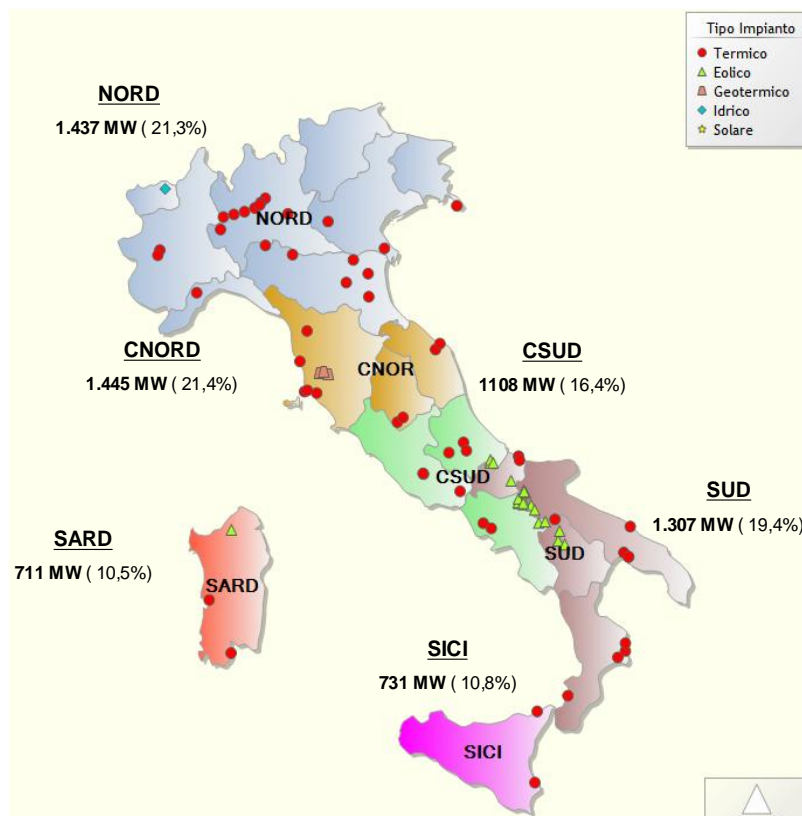 Tipo Impianto
Termico
Eolico
Geotermico
Idrico
Solare
NORD
1.437 MW ( 21,3%)
NORD
CNORD
1.445 MW ( 21,4%)
CNOR
CSUD
1108 MW ( 16,4%)
CSUD
SUD
1.307 MW ( 19,4%)
SUD
SARD
711 MW ( 10,5%)
SARD
SICI
731 MW ( 10,8%)
SICI